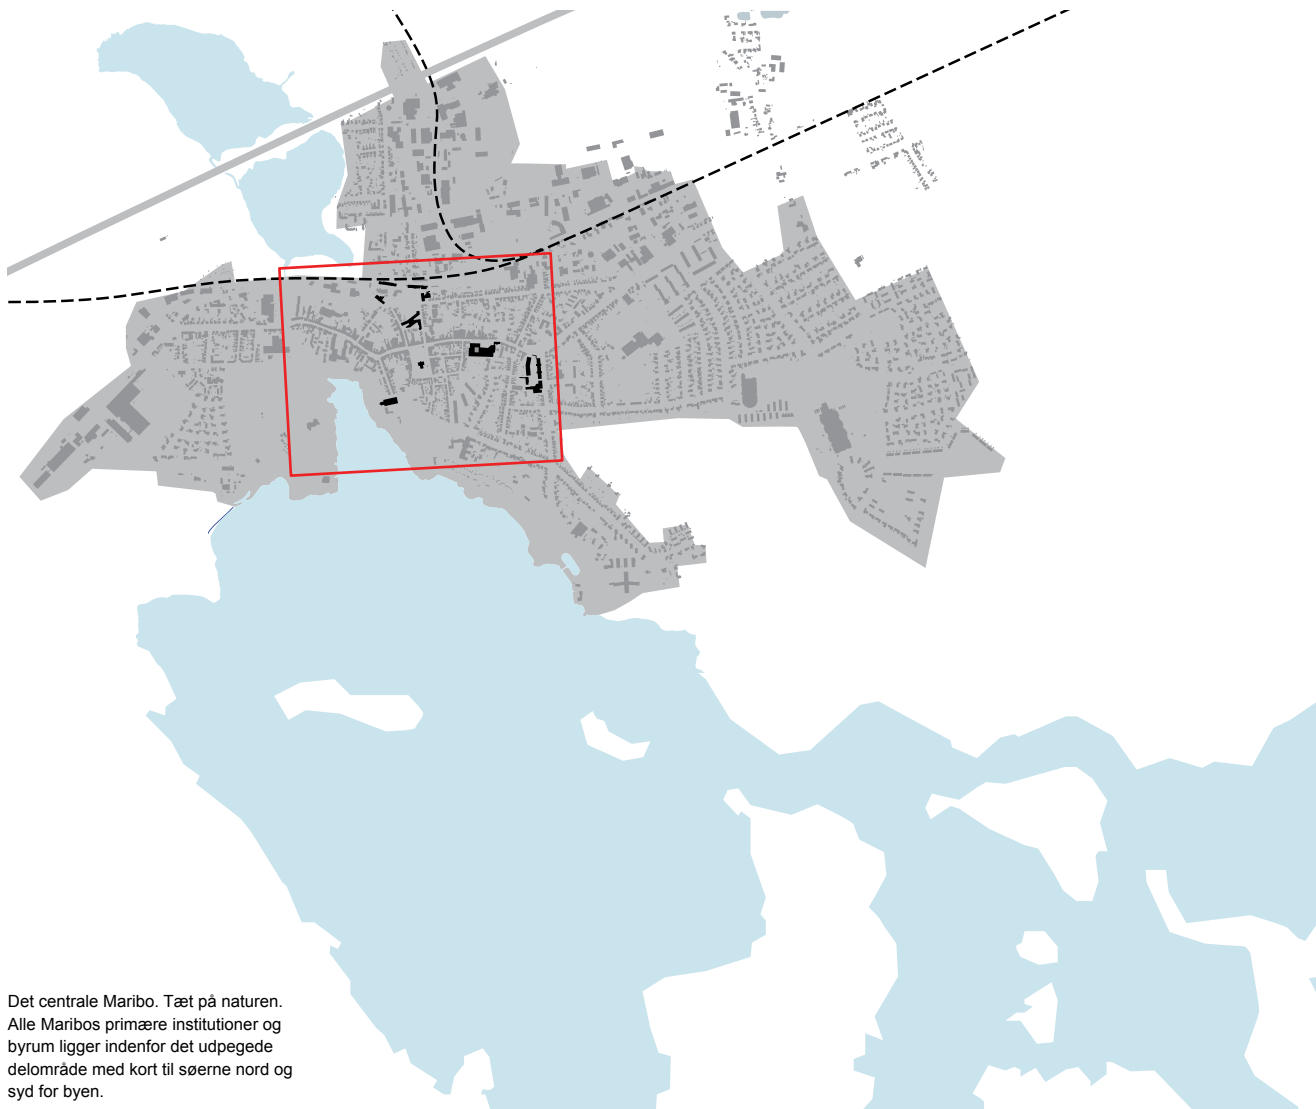 Det centrale Maribo. Tæt på naturen.
Alle Maribos primære institutioner og
byrum ligger indenfor det udpegede
delområde med kort til søerne nord og
syd for byen.